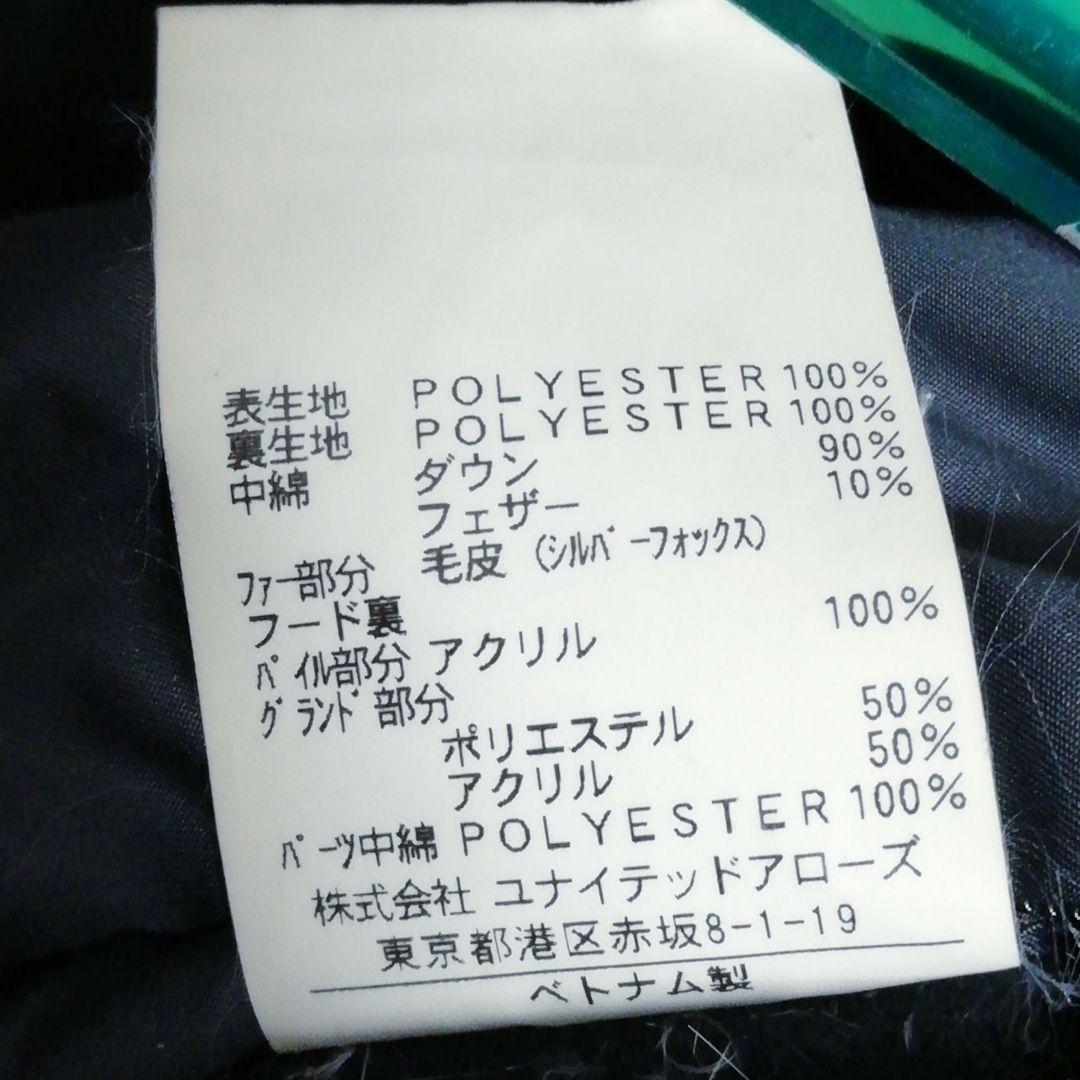 表生地 POLYESTER 100%
裏生地 POLYESTER 100%
中綿 ダウン 90%
フェザー 10%
ファー部分 毛皮 (シルバーフォックス)
フード裏
パイル部分 アクリル 100%
グランド部分
ポリエステル 50%
アクリル 50%
パーツ中綿 POLYESTER 100%
株式会社 ユナイテッドアローズ
東京都港区赤坂8-1-19
ベトナム製